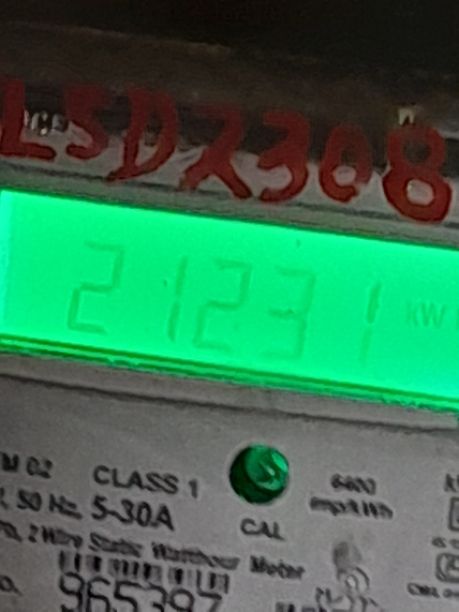 LSDX308
21231 kW
M 02 CLASS 1 6400
50 Hz 5-30A imp/kWh
CAL
2 Wire Static Watthour Meter
965397